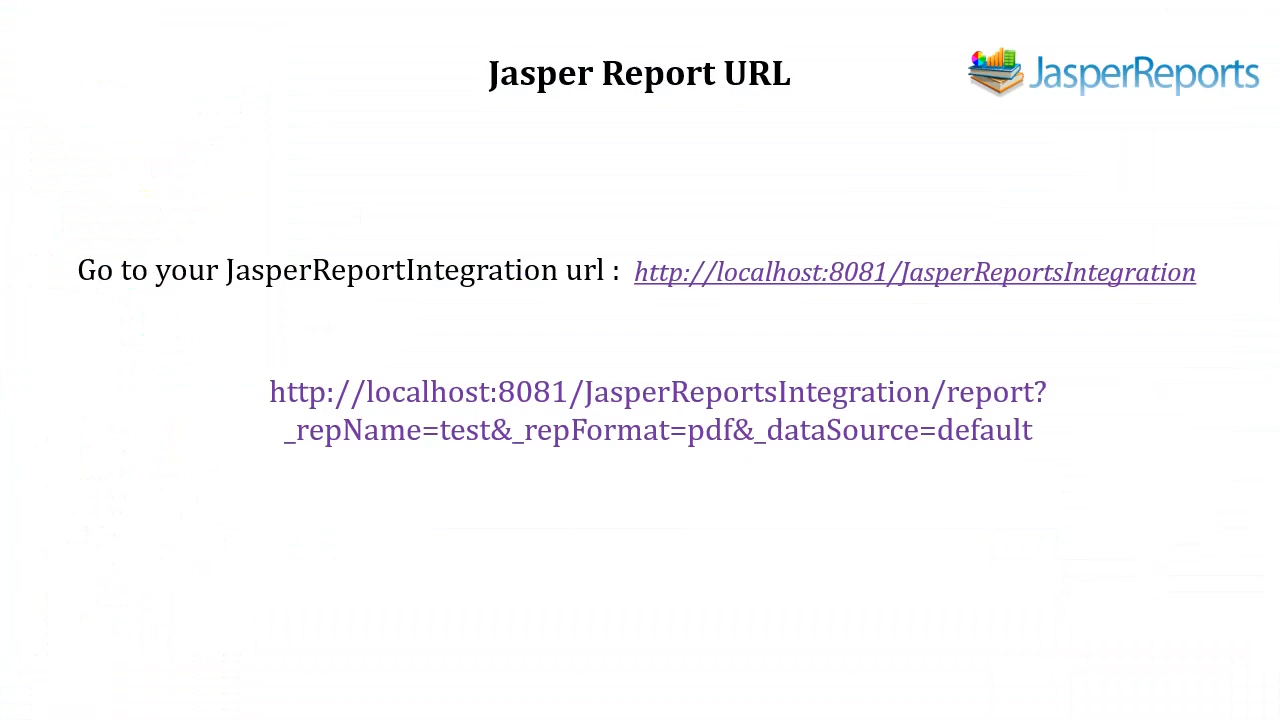 Jasper Report URL
JasperReports
Go to your JasperReportIntegration url : http://localhost:8081/JasperReportsIntegration
http://localhost:8081/JasperReportsIntegration/report?
_repName=test&_repFormat=pdf&_dataSource=default